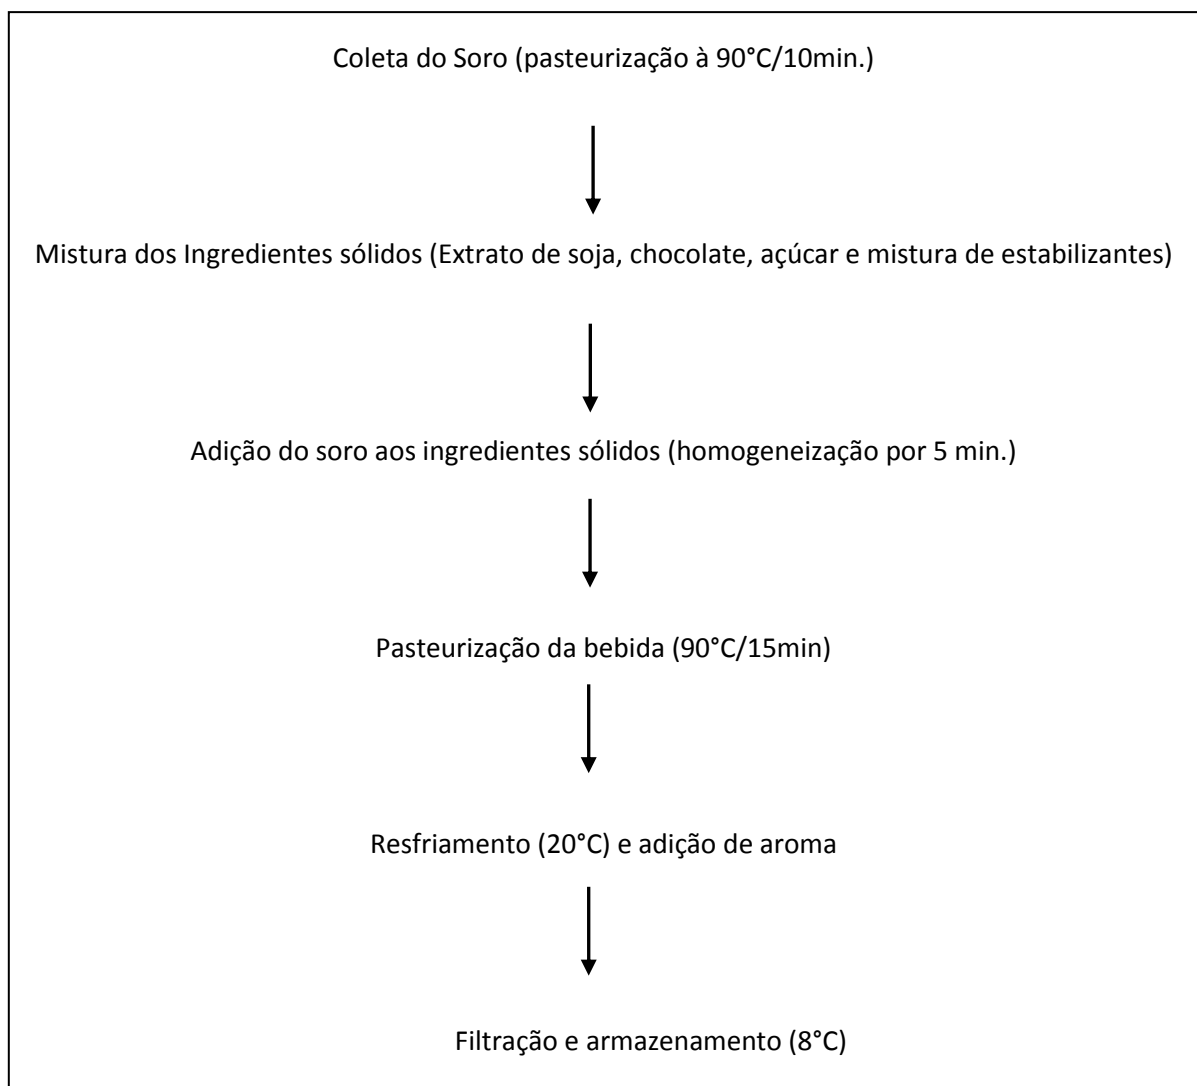 Coleta do Soro (pasteurização à 90°C/10min.)
Mistura dos Ingredientes sólidos (Extrato de soja, chocolate, açúcar e mistura de estabilizantes)
Adição do soro aos ingredientes sólidos (homogeneização por 5 min.)
Pasteurização da bebida (90°C/15min)
Resfriamento (20°C) e adição de aroma
Filtração e armazenamento (8°C)